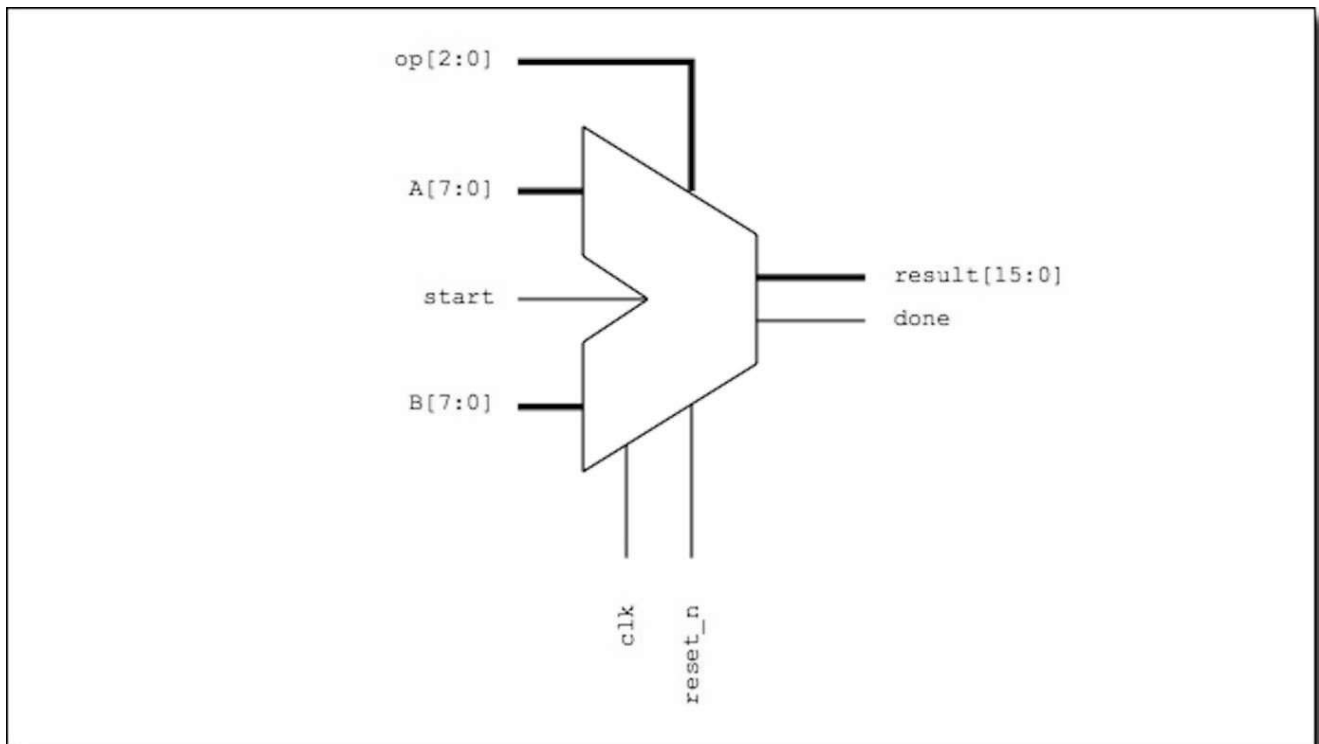 op[2:0]
A[7:0]
start
result[15:0]
done
B[7:0]
clk
reset_n